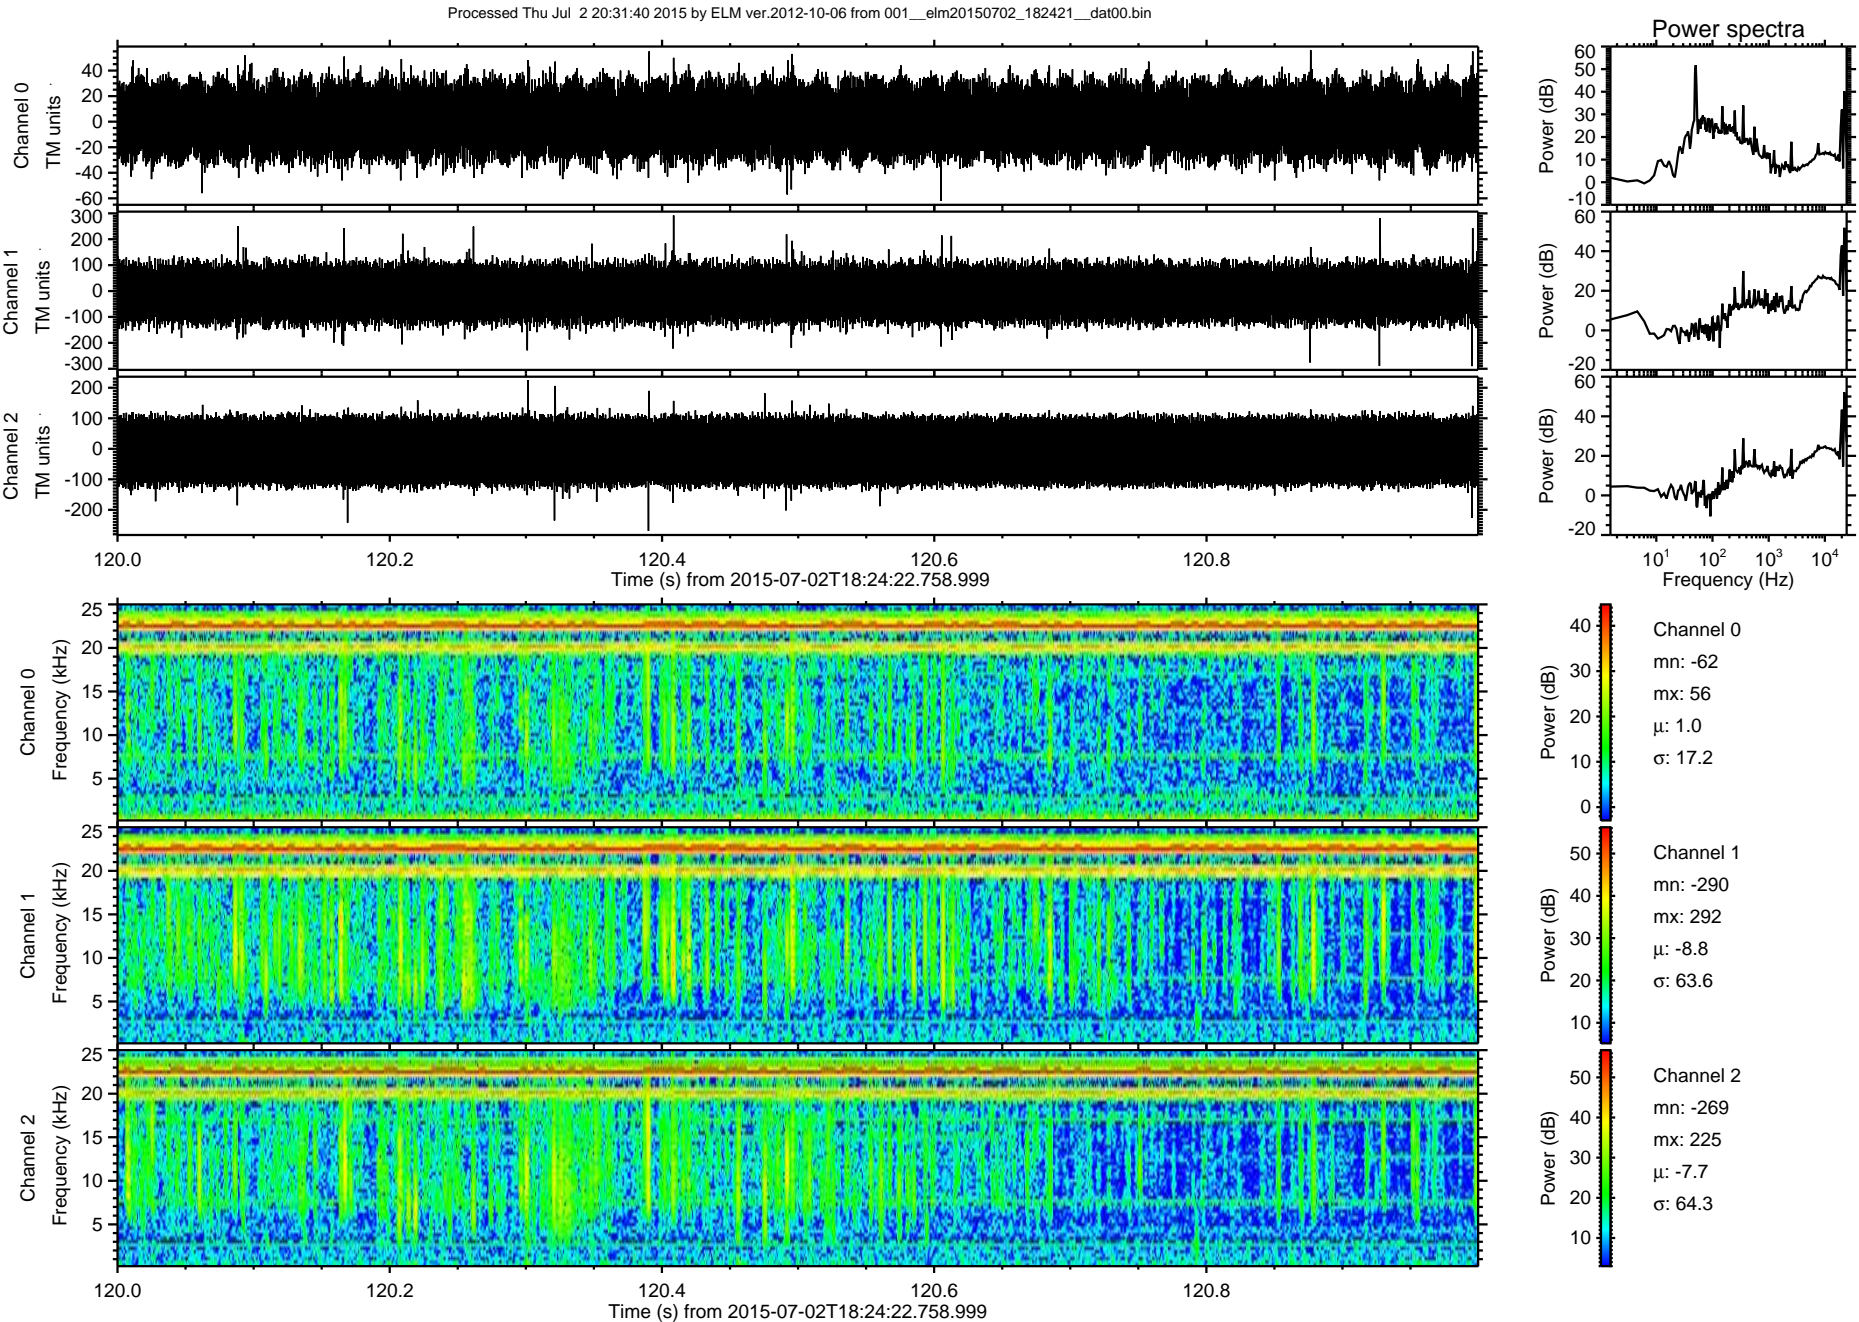 Processed Thu Jul  2 20:31:40 2015 by ELM ver.2012-10-06 from 001__elm20150702_182421__dat00.bin
Power spectra
Channel 0
TM units
40
20
0
-20
-40
-60
Power (dB)
60
50
40
30
20
10
0
-10
Channel 1
TM units
300
200
100
0
-100
-200
-300
Power (dB)
60
40
20
0
-20
Channel 2
TM units
200
100
0
-100
-200
Power (dB)
60
40
20
0
-20
120.0 120.2 120.4 120.6 120.8
Time (s) from 2015-07-02T18:24:22.758.999
10^1 10^2 10^3 10^4
Frequency (Hz)
Channel 0
Frequency (kHz)
25
20
15
10
5
Power (dB)
40
30
20
10
0
Channel 0
mn: -62
mx: 56
μ: 1.0
σ: 17.2
Channel 1
Frequency (kHz)
25
20
15
10
5
Power (dB)
50
40
30
20
10
Channel 1
mn: -290
mx: 292
μ: -8.8
σ: 63.6
Channel 2
Frequency (kHz)
25
20
15
10
5
Power (dB)
50
40
30
20
10
Channel 2
mn: -269
mx: 225
μ: -7.7
σ: 64.3
120.0 120.2 120.4 120.6 120.8
Time (s) from 2015-07-02T18:24:22.758.999